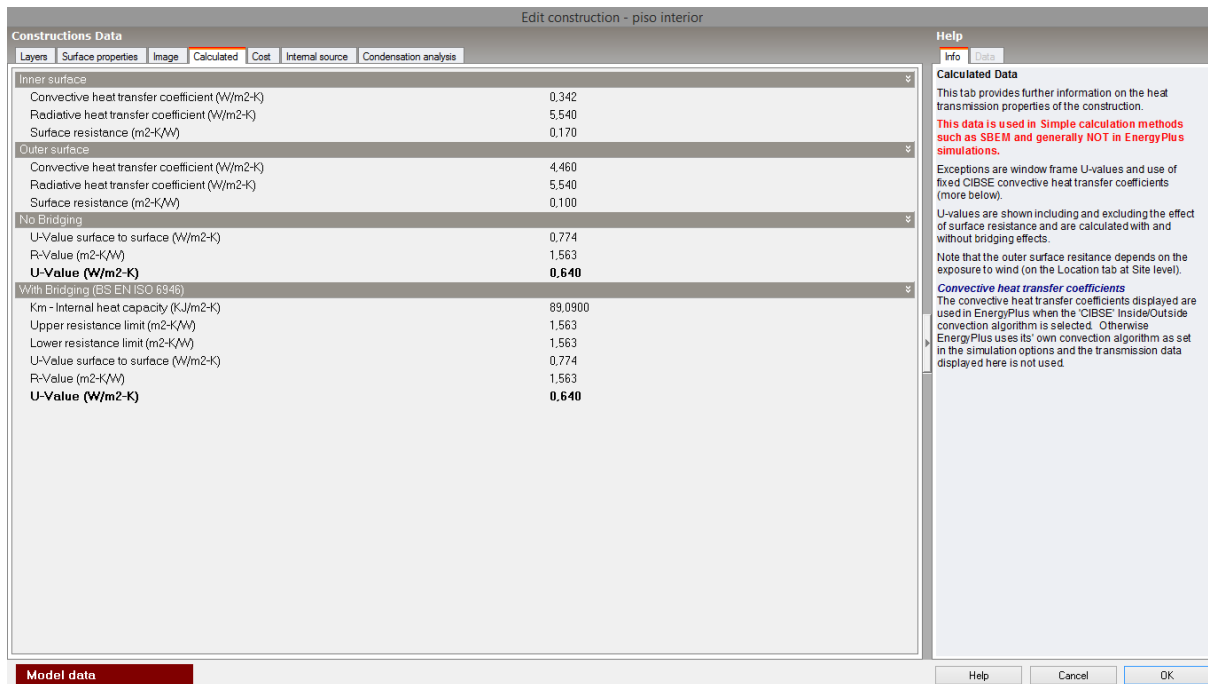 Edit construction - piso interior
Constructions Data
Layers Surface properties Image Calculated Cost Internal source Condensation analysis
Inner surface
Convective heat transfer coefficient (W/m2-K) 0,342
Radiative heat transfer coefficient (W/m2-K) 5,540
Surface resistance (m2-K/W) 0,170
Outer surface
Convective heat transfer coefficient (W/m2-K) 4,460
Radiative heat transfer coefficient (W/m2-K) 5,540
Surface resistance (m2-K/W) 0,100
No Bridging
U-Value surface to surface (W/m2-K) 0,774
R-Value (m2-K/W) 1,563
U-Value (W/m2-K) 0,640
With Bridging (BS EN ISO 6946)
Km - Internal heat capacity (KJ/m2-K) 89,0900
Upper resistance limit (m2-K/W) 1,563
Lower resistance limit (m2-K/W) 1,563
U-Value surface to surface (W/m2-K) 0,774
R-Value (m2-K/W) 1,563
U-Value (W/m2-K) 0,640
Model data
Help
Info Data
Calculated Data
This tab provides further information on the heat
transmission properties of the construction.
This data is used in Simple calculation methods
such as SBEM and generally NOT in EnergyPlus
simulations.
Exceptions are window frame U-values and use of
fixed CIBSE convective heat transfer coefficients
(more below).
U-values are shown including and excluding the effect
of surface resistance and are calculated with and
without bridging effects.
Note that the outer surface resitance depends on the
exposure to wind (on the Location tab at Site level).
Convective heat transfer coefficients
The convective heat transfer coefficients displayed are
used in EnergyPlus when the 'CIBSE' Inside/Outside
convection algorithm is selected. Otherwise
EnergyPlus uses its' own convection algorithm as set
in the simulation options and the transmission data
displayed here is not used.
Help Cancel OK